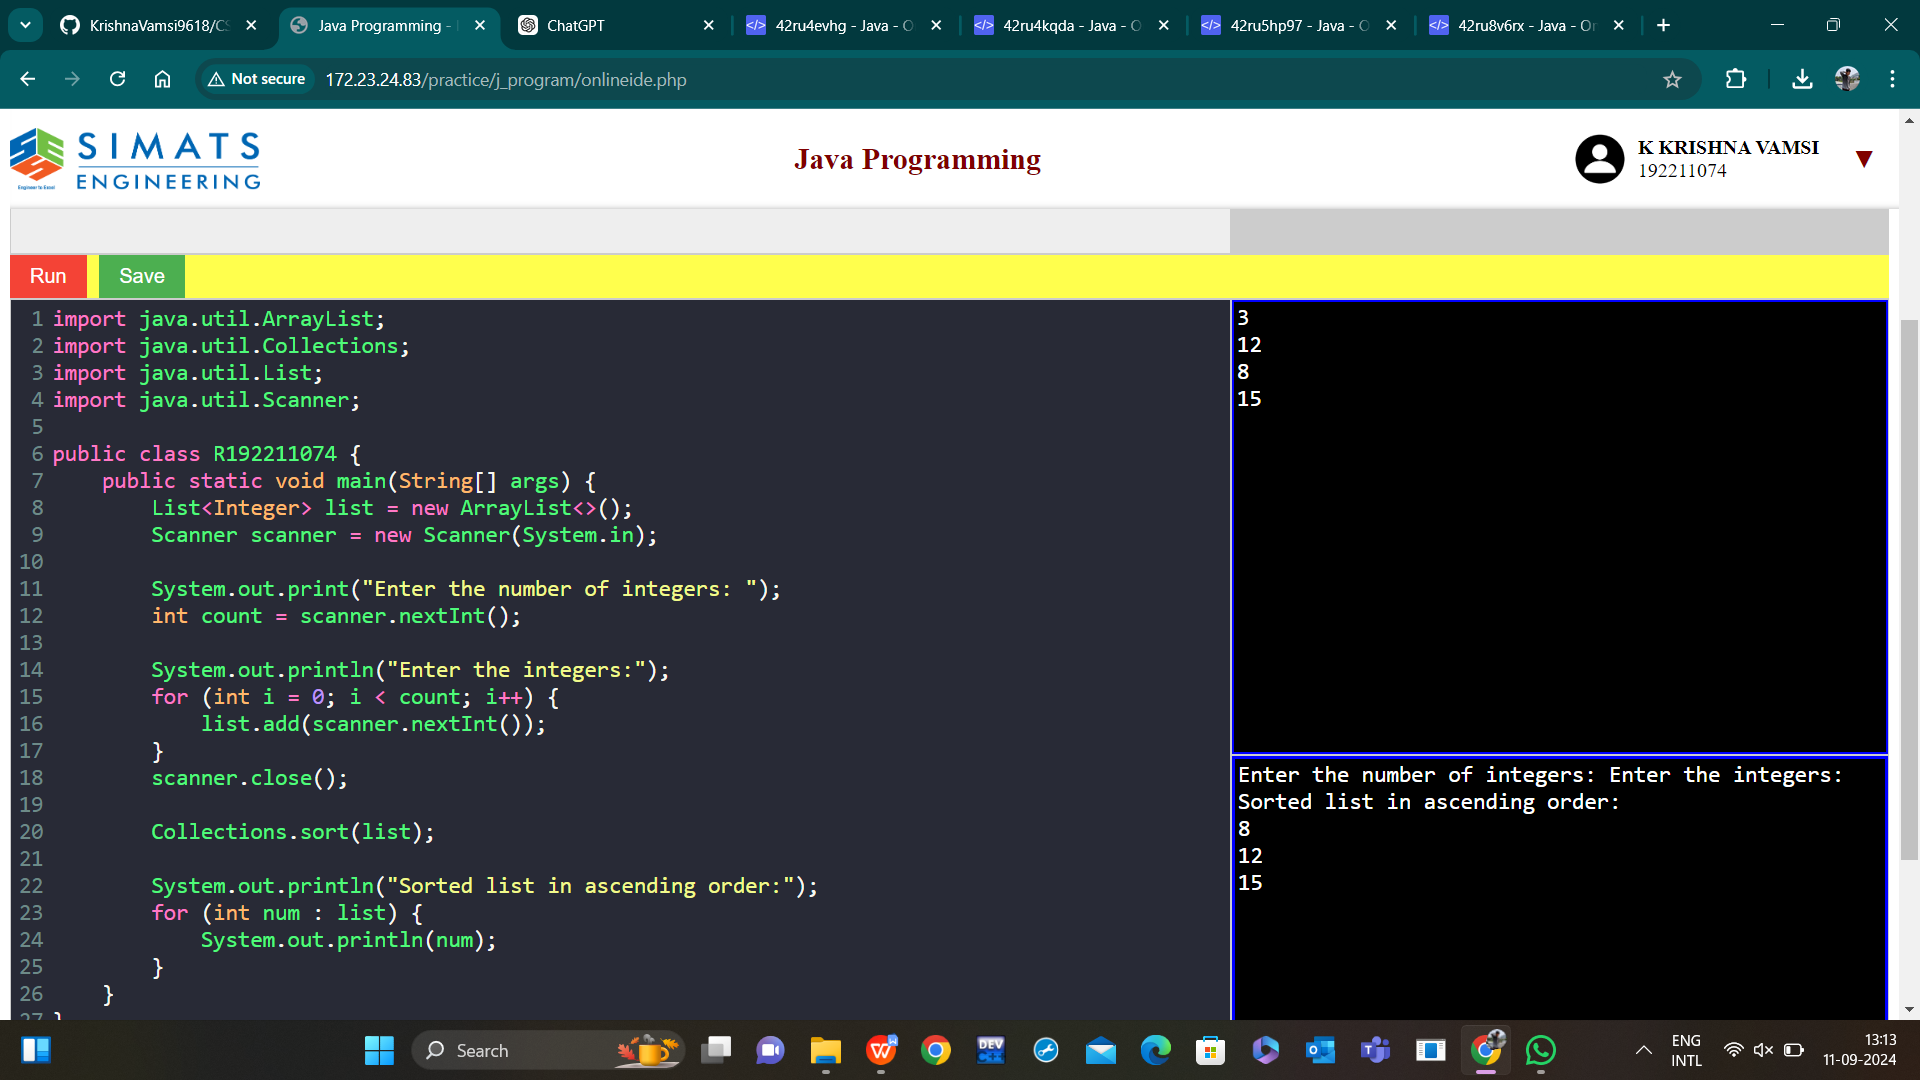 KrishnaVamsi9618/CS
Java Programming -
ChatGPT
42ru4evhg - Java - O
42ru4kqda - Java - O
42ru5hp97 - Java - O
42ru8v6rx - Java - On
Not secure
172.23.24.83/practice/j_program/onlineide.php
SIMATS
ENGINEERING
Engineer to Excel
Java Programming
K KRISHNA VAMSI
192211074
Run
Save
1 import java.util.ArrayList;
2 import java.util.Collections;
3 import java.util.List;
4 import java.util.Scanner;
5
6 public class R192211074 {
7     public static void main(String[] args) {
8         List<Integer> list = new ArrayList<>();
9         Scanner scanner = new Scanner(System.in);
10
11         System.out.print("Enter the number of integers: ");
12         int count = scanner.nextInt();
13
14         System.out.println("Enter the integers:");
15         for (int i = 0; i < count; i++) {
16             list.add(scanner.nextInt());
17         }
18         scanner.close();
19
20         Collections.sort(list);
21
22         System.out.println("Sorted list in ascending order:");
23         for (int num : list) {
24             System.out.println(num);
25         }
26     }
27 }
3
12
8
15
Enter the number of integers: Enter the integers:
Sorted list in ascending order:
8
12
15
Search
DEV
C++
ENG
INTL
13:13
11-09-2024